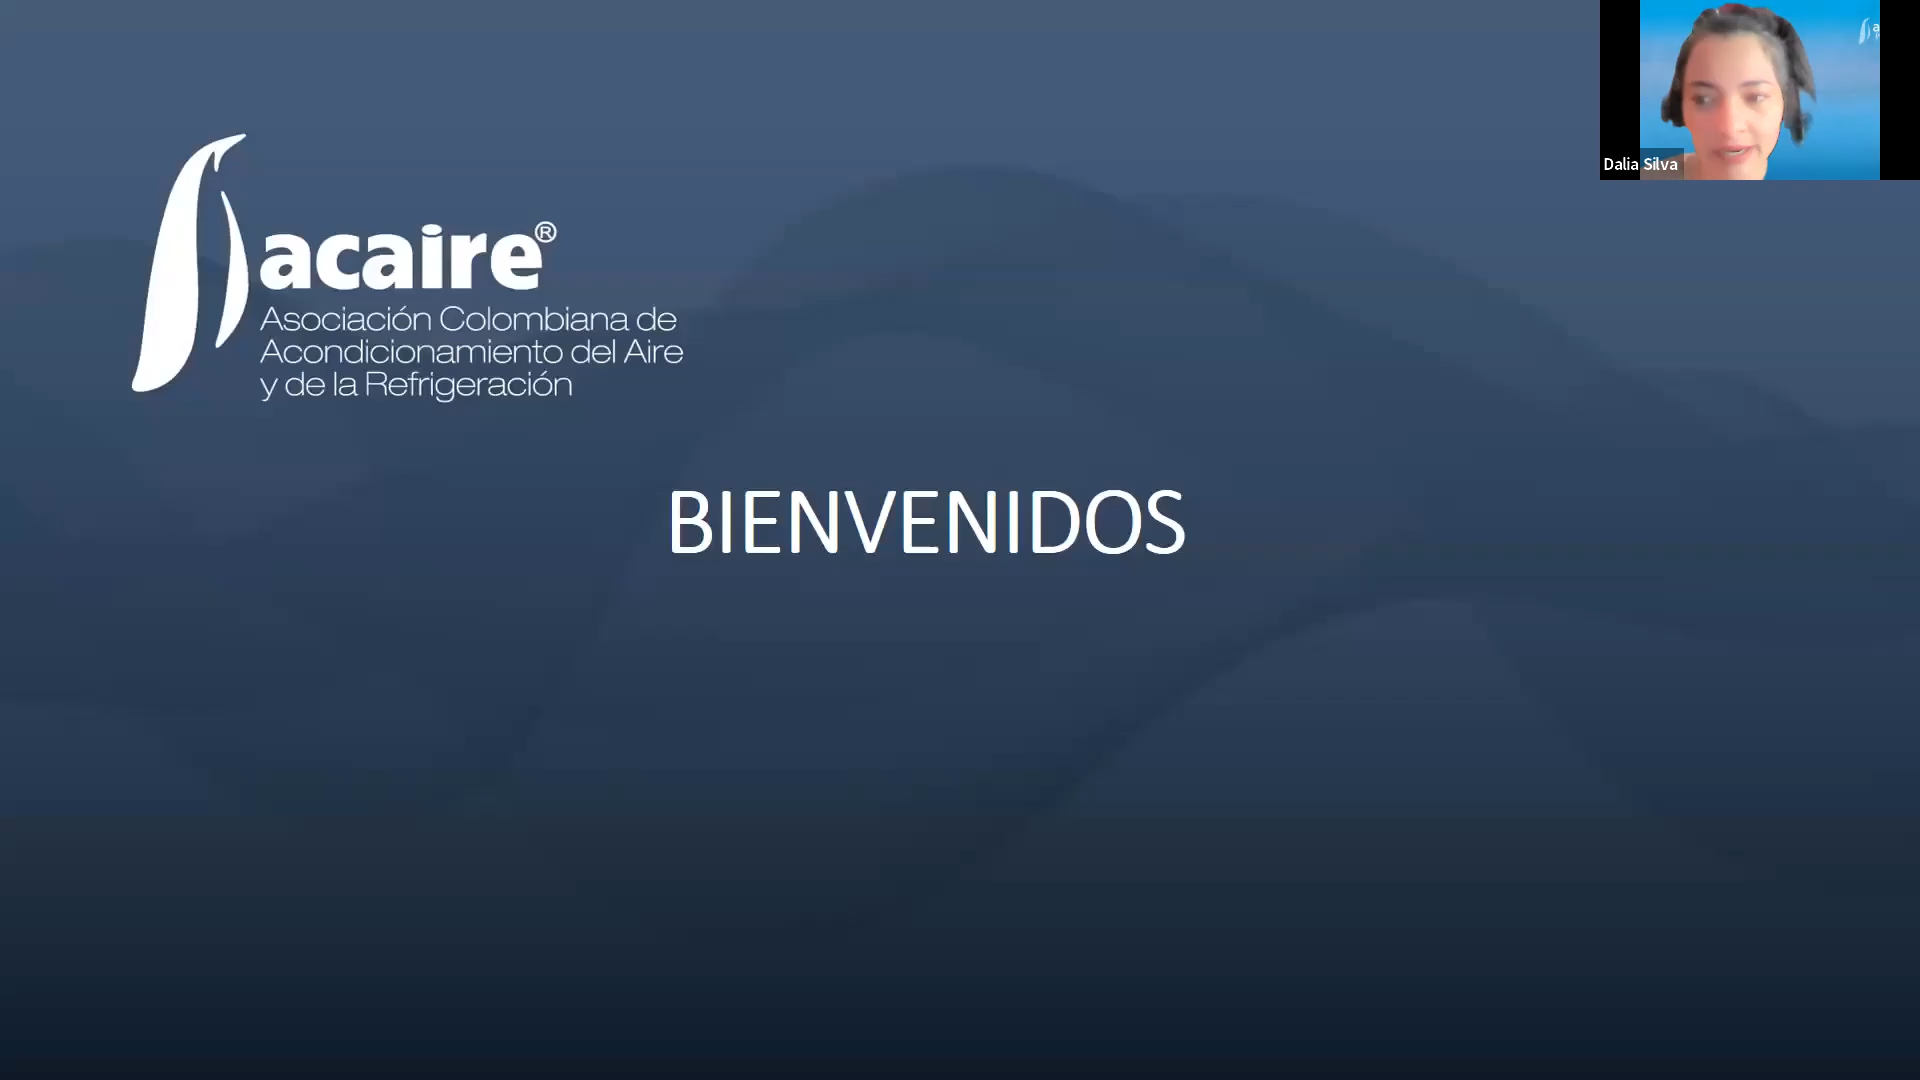 acaire®
Asociación Colombiana de
Acondicionamiento del Aire
y de la Refrigeración
BIENVENIDOS
Dalia Silva